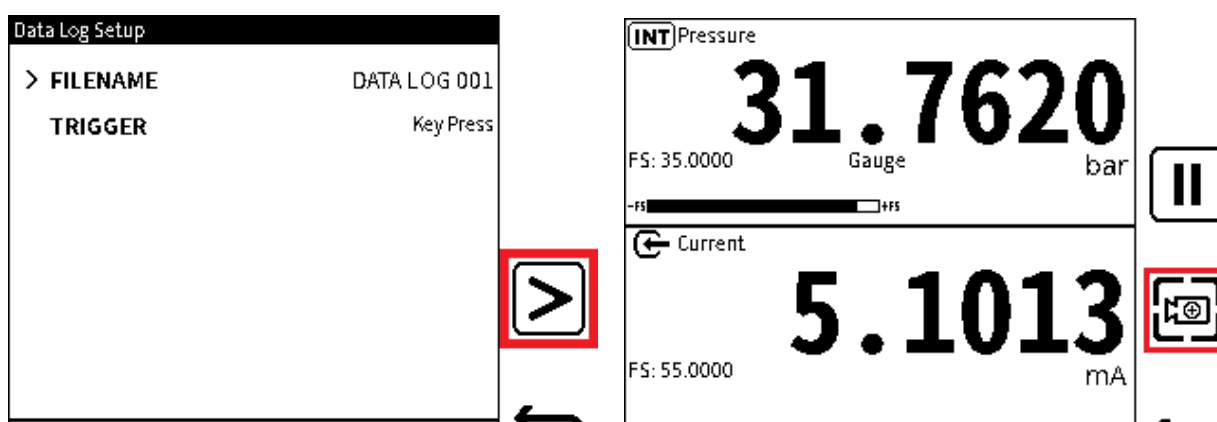 Data Log Setup
> FILENAME DATA LOG 001
TRIGGER Key Press
INT Pressure
31.7620
FS: 35.0000 Gauge bar
-FS +FS
Current
5.1013
FS: 55.0000 mA